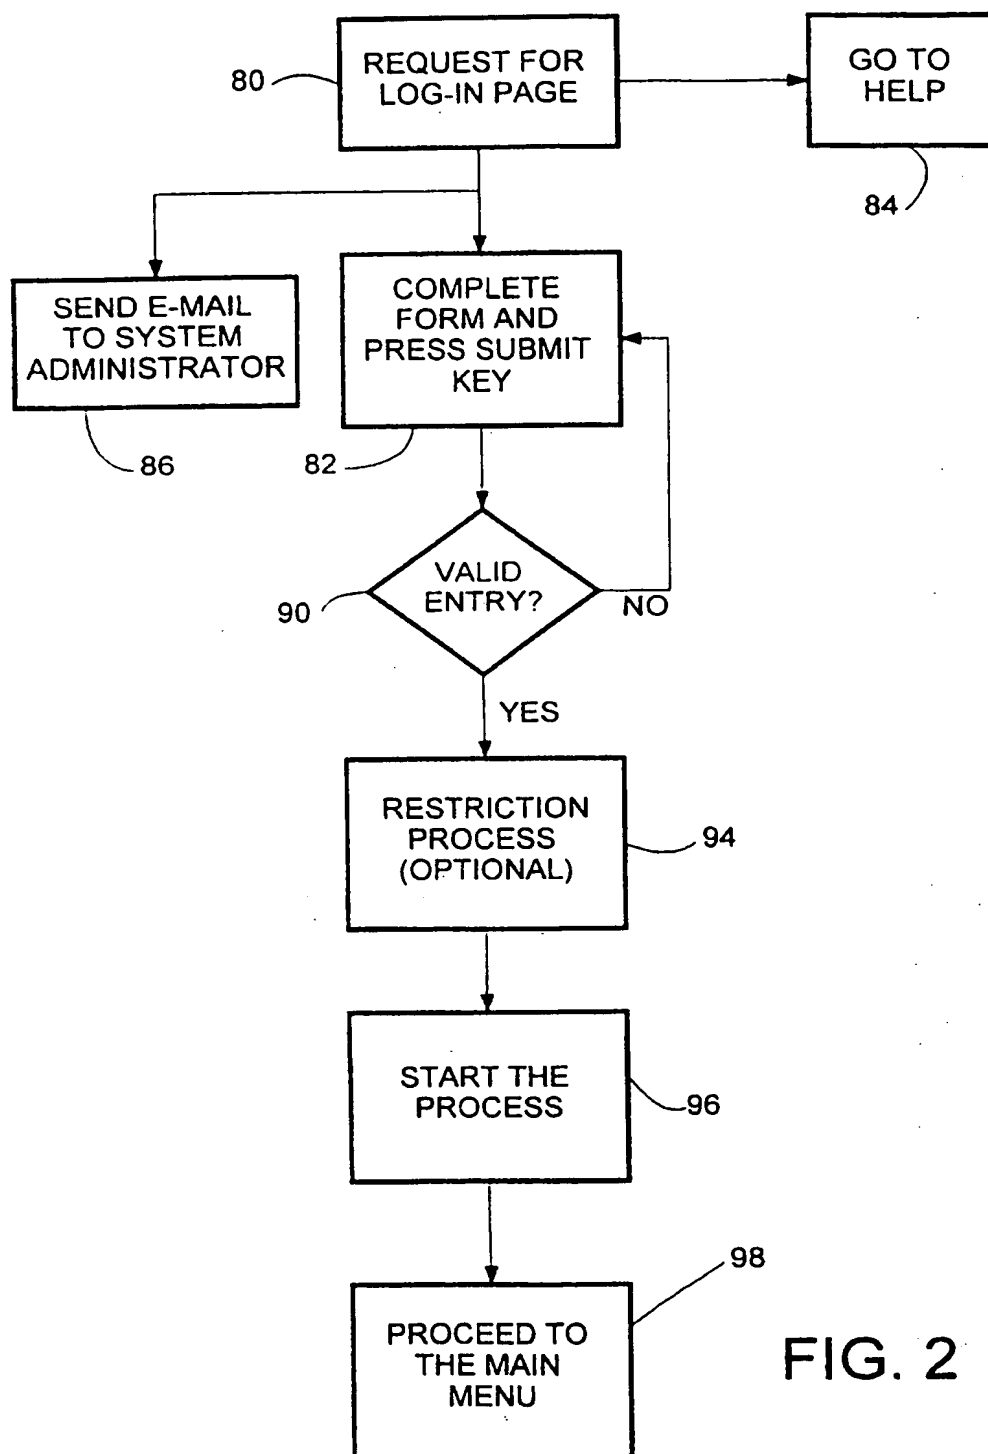 80
REQUEST FOR
LOG-IN PAGE
GO TO
HELP
84
SEND E-MAIL
TO SYSTEM
ADMINISTRATOR
86
COMPLETE
FORM AND
PRESS SUBMIT
KEY
82
90
VALID
ENTRY?
NO
YES
RESTRICTION
PROCESS
(OPTIONAL)
94
START THE
PROCESS
96
98
PROCEED TO
THE MAIN
MENU
FIG. 2